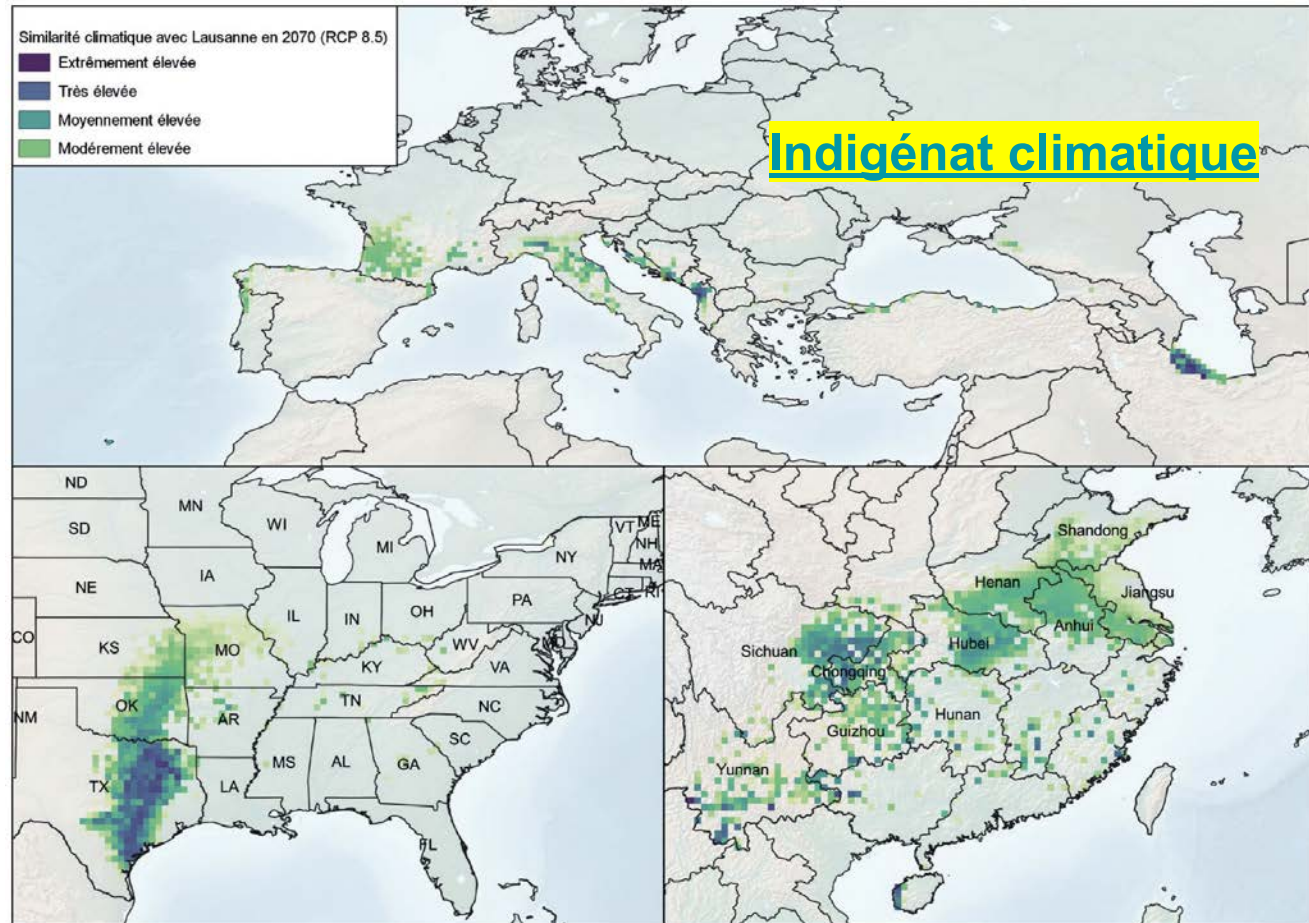 Similarité climatique avec Lausanne en 2070 (RCP 8.5)
Extrêmement élevée
Très élevée
Moyennement élevée
Modérement élevée
Indigénat climatique
ND
MN
SD
WI
MI
VT
ME
NH
NY
MA
CT
RI
NE
IA
PA
NJ
IL
IN
OH
MD
CO
KS
MO
WV
VA
KY
NM
OK
AR
TN
NC
SC
TX
LA
MS
AL
GA
FL
Shandong
Henan
Jiangsu
Anhui
Hubei
Sichuan
Chongqing
Hunan
Guizhou
Yunnan